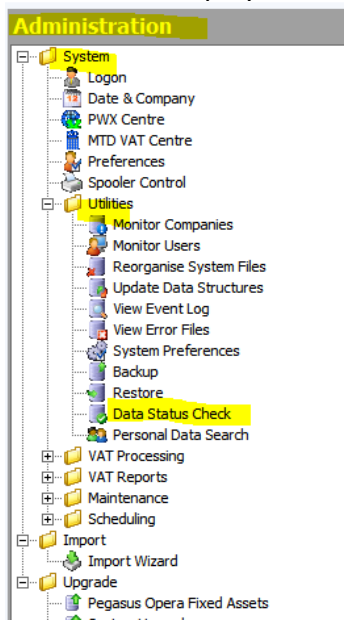 Administration
System
Logon
Date & Company
PWX Centre
MTD VAT Centre
Preferences
Spooler Control
Utilities
Monitor Companies
Monitor Users
Reorganise System Files
Update Data Structures
View Event Log
View Error Files
System Preferences
Backup
Restore
Data Status Check
Personal Data Search
VAT Processing
VAT Reports
Maintenance
Scheduling
Import
Import Wizard
Upgrade
Pegasus Opera Fixed Assets